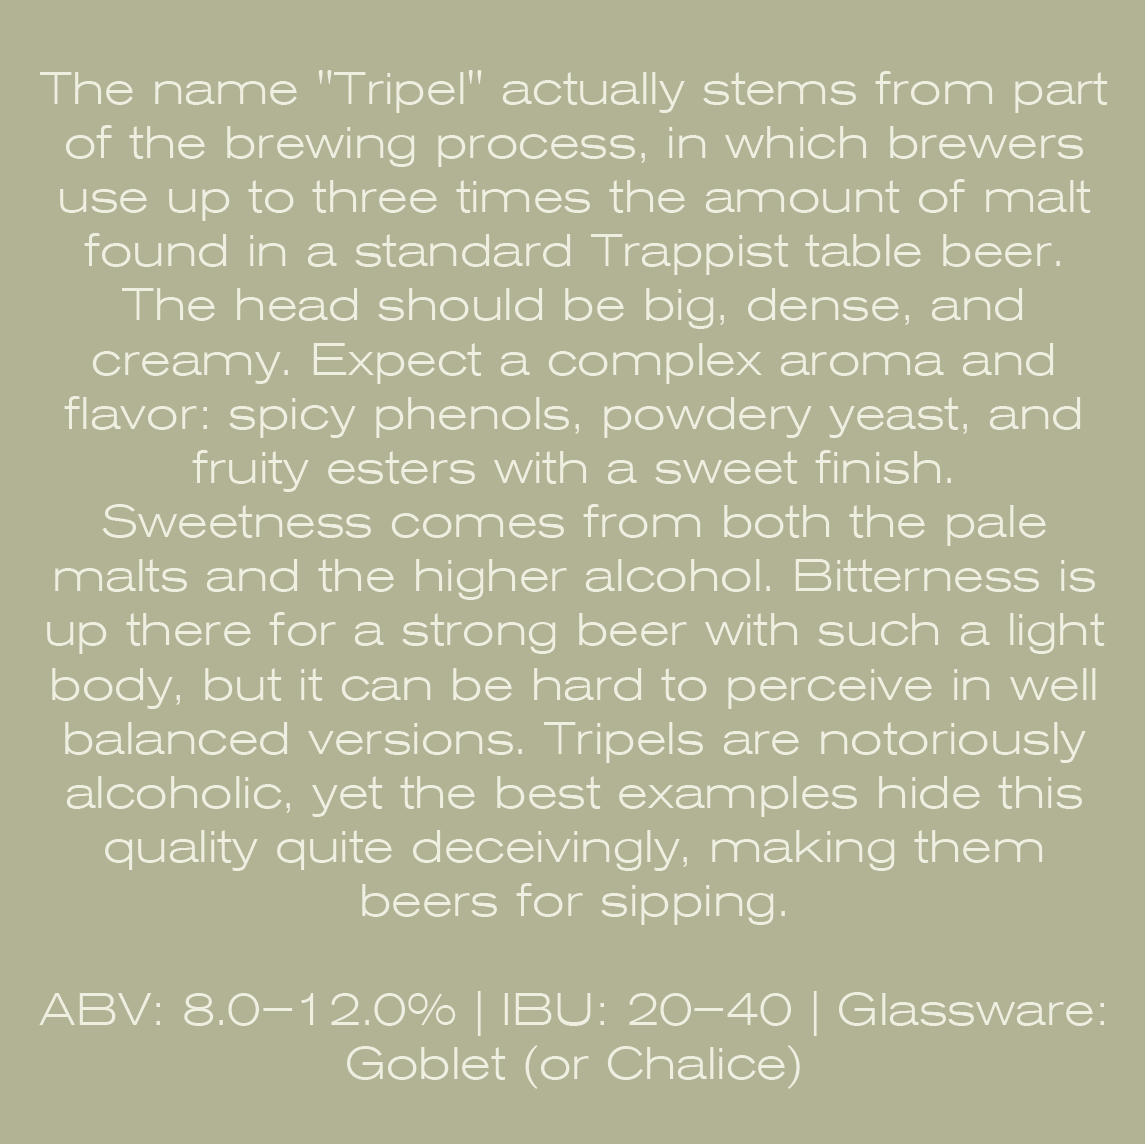 The name "Tripel" actually stems from part
of the brewing process, in which brewers
use up to three times the amount of malt
found in a standard Trappist table beer.
The head should be big, dense, and
creamy. Expect a complex aroma and
flavor: spicy phenols, powdery yeast, and
fruity esters with a sweet finish.
Sweetness comes from both the pale
malts and the higher alcohol. Bitterness is
up there for a strong beer with such a light
body, but it can be hard to perceive in well
balanced versions. Tripels are notoriously
alcoholic, yet the best examples hide this
quality quite deceivingly, making them
beers for sipping.
ABV: 8.0–12.0% | IBU: 20–40 | Glassware:
Goblet (or Chalice)